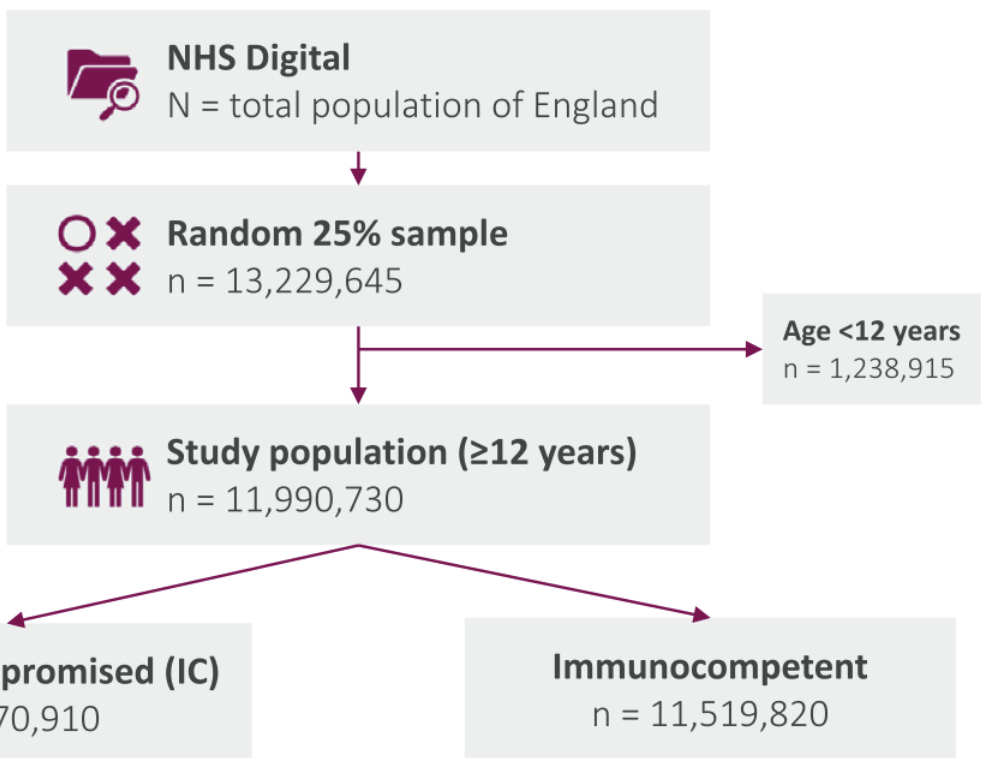 NHS Digital
N = total population of England
Random 25% sample
n = 13,229,645
Age <12 years
n = 1,238,915
Study population (≥12 years)
n = 11,990,730
promised (IC)
70,910
Immunocompetent
n = 11,519,820